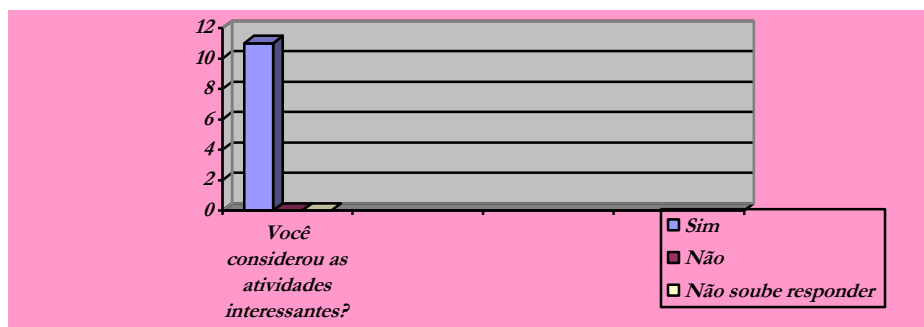 12
10
8
6
4
2
0
Você
considerou as
atividades
interessantes?
Sim
Não
Não soube responder